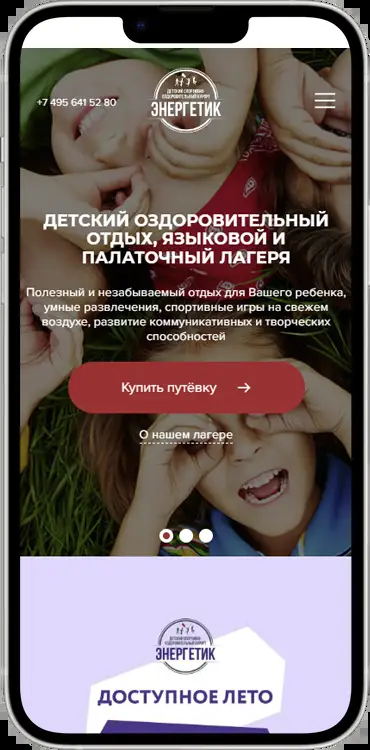 +7 495 641 52 80
ДЕТСКИЙ СПОРТИВНО
ОЗДОРОВИТЕЛЬНЫЙ КУРОРТ
ЭНЕРГЕТИК
ДЕТСКИЙ ОЗДОРОВИТЕЛЬНЫЙ
ОТДЫХ, ЯЗЫКОВОЙ И
ПАЛАТОЧНЫЙ ЛАГЕРЯ
Полезный и незабываемый отдых для Вашего ребенка,
умные развлечения, спортивные игры на свежем
воздухе, развитие коммуникативных и творческих
способностей
Купить путёвку →
О нашем лагере
ДЕТСКИЙ СПОРТИВНО
ОЗДОРОВИТЕЛЬНЫЙ КУРОРТ
ЭНЕРГЕТИК
ДОСТУПНОЕ ЛЕТО